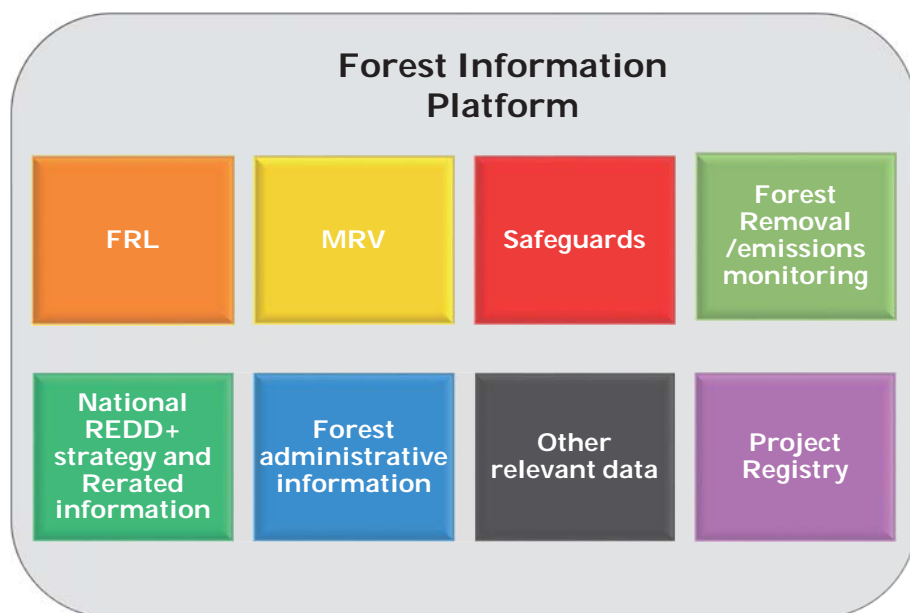 Forest Information
Platform
FRL
MRV
Safeguards
Forest
Removal
/emissions
monitoring
National
REDD+
strategy and
Rerated
information
Forest
administrative
information
Other
relevant data
Project
Registry